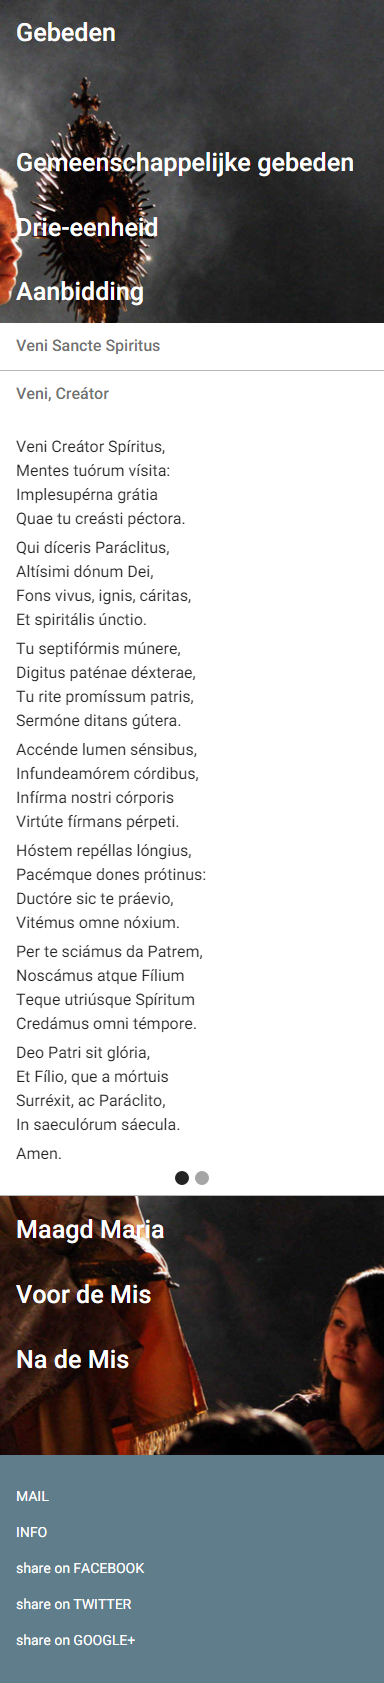 Gebeden
Gemeenschappelijke gebeden
Drie-eenheid
Aanbidding
Veni Sancte Spiritus
Veni, Creátor
Veni Creátor Spíritus,
Mentes tuórum vísita:
Implesupérna grátia
Quae tu creásti péctora.
Qui díceris Paráclitus,
Altísimi dónum Dei,
Fons vivus, ignis, cáritas,
Et spiritális únctio.
Tu septifórmis múnere,
Digitus paténae déxterae,
Tu rite promíssum patris,
Sermóne ditans gútera.
Accénde lumen sénsibus,
Infundeamórem córdibus,
Infírma nostri córporis
Virtúte fírmans pérpeti.
Hóstem repéllas lóngius,
Pacémque dones prótinus:
Ductóre sic te práevio,
Vitémus omne nóxium.
Per te sciámus da Patrem,
Noscámus atque Fílium
Teque utriúsque Spíritum
Credámus omni témpore.
Deo Patri sit glória,
Et Fílio, que a mórtuis
Surréxit, ac Paráclito,
In saeculórum sáecula.
Amen.
Maagd Maria
Voor de Mis
Na de Mis
MAIL
INFO
share on FACEBOOK
share on TWITTER
share on GOOGLE+